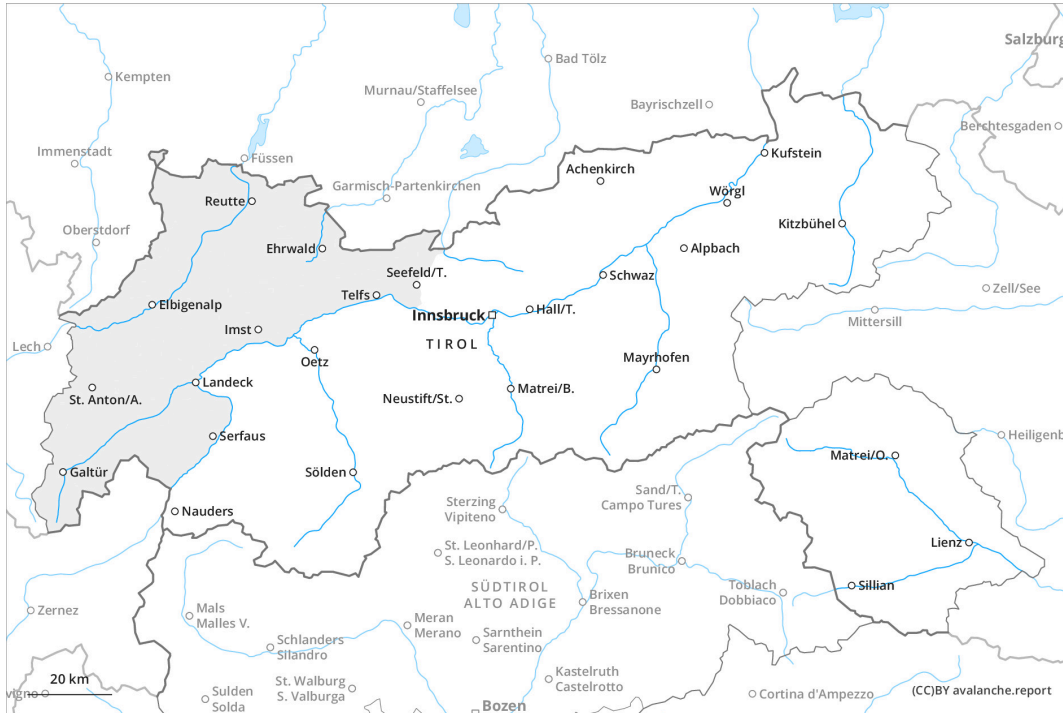 Salzburg
Bad Tölz
Kempten
Murnau/Staffelsee
Bayrischzell
Berchtesgaden
Immenstadt
Füssen
Kufstein
Achenkirch
Garmisch-Partenkirchen
Wörgl
Reutte
Oberstdorf
Kitzbühel
Ehrwald
Alpbach
Seefeld/T.
Schwaz
Zell/See
Telfs
Elbigenalp
Innsbruck
Hall/T.
Mittersill
Imst
Lech
TIROL
Oetz
Mayrhofen
Landeck
St. Anton/A.
Matrei/B.
Neustift/St.
Serfaus
Heiligenb
Matrei/O.
Galtür
Sölden
Sand/T.
Campo Tures
Sterzing
Vipiteno
Nauders
Lienz
St. Leonhard/P.
S. Leonardo i. P.
Bruneck
Brunico
SÜDTIROL
ALTO ADIGE
Toblach
Dobbiaco
Sillian
Brixen
Bressanone
Zernez
Mals
Malles V.
Meran
Merano
Sarnthein
Sarentino
Schlanders
Silandro
Kastelruth
Castelrotto
20 km
St. Walburg
S. Valburga
vigno
Sulden
Solda
Cortina d'Ampezzo
(CC)BY avalanche.report
Bozen